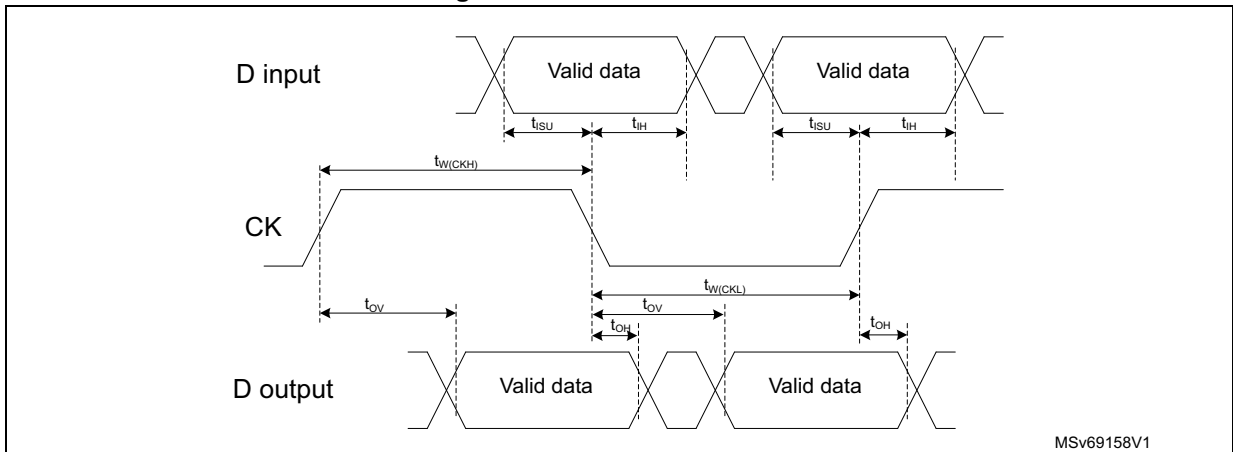 g
D input
Valid data
Valid data
tISU
tIH
tISU
tIH
tW(CKH)
CK
tW(CKL)
tOV
tOV
tOH
tOH
D output
Valid data
Valid data
MSv69158V1